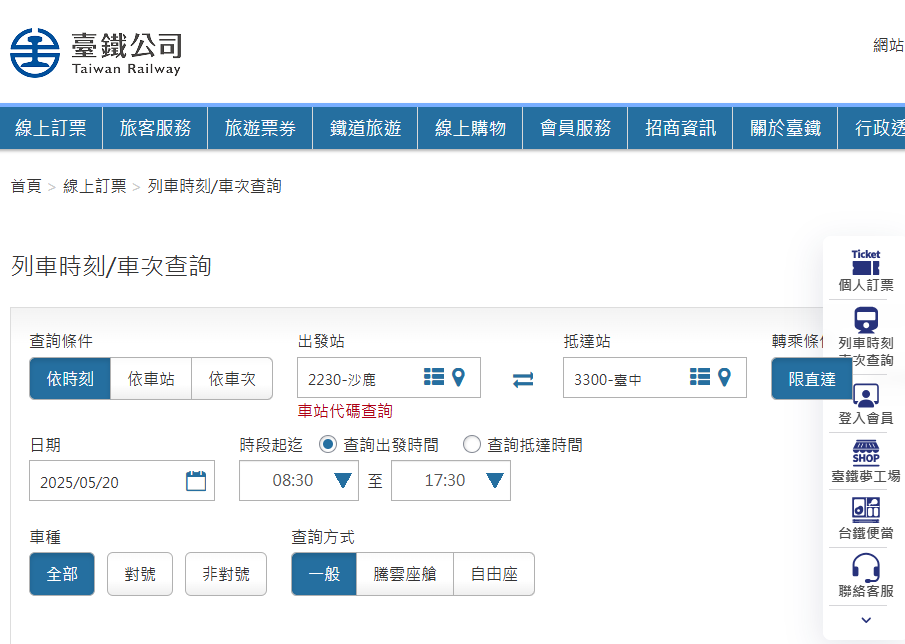 臺鐵公司
Taiwan Railway
網站
線上訂票 旅客服務 旅遊票券 鐵道旅遊 線上購物 會員服務 招商資訊 關於臺鐵 行政透
首頁 > 線上訂票 > 列車時刻/車次查詢
列車時刻/車次查詢
查詢條件 出發站 抵達站 轉乘條件
依時刻 依車站 依車次 2230-沙鹿 3300-臺中 限直達
車站代碼查詢
日期 時段起迄 查詢出發時間 查詢抵達時間
2025/05/20 08:30 至 17:30
車種 查詢方式
全部 對號 非對號 一般 騰雲座艙 自由座
Ticket
個人訂票
列車時刻
車次查詢
登入會員
SHOP
臺鐵夢工場
台鐵便當
聯絡客服